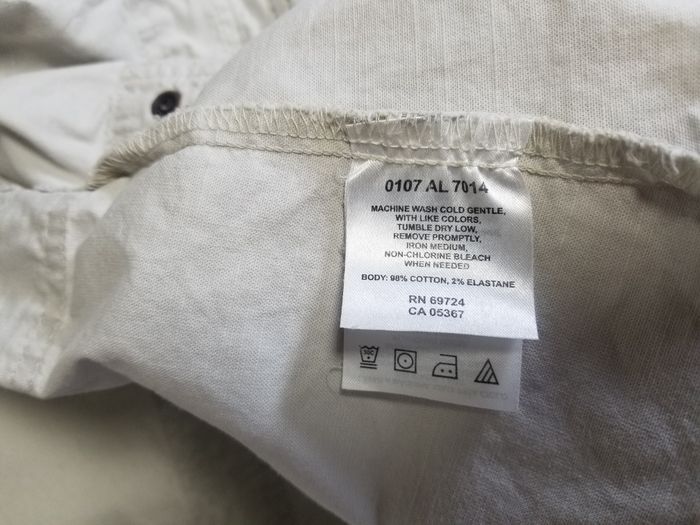 0107 AL 7014
MACHINE WASH COLD GENTLE,
WITH LIKE COLORS,
TUMBLE DRY LOW,
REMOVE PROMPTLY,
IRON MEDIUM,
NON-CHLORINE BLEACH
WHEN NEEDED
BODY: 98% COTTON, 2% ELASTANE
RN 69724
CA 05367
30C